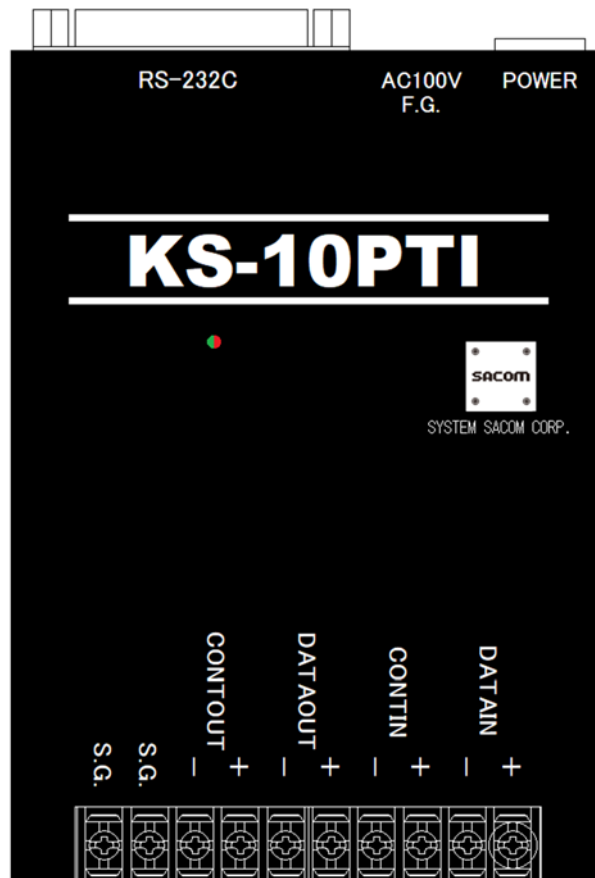 RS-232C
AC100V
F.G.
POWER
KS-10PTI
SACOM
SYSTEM SACOM CORP.
S.G.
S.G.
CONTOUT
DATAOUT
CONTIN
DATAIN
− + − + − + − +